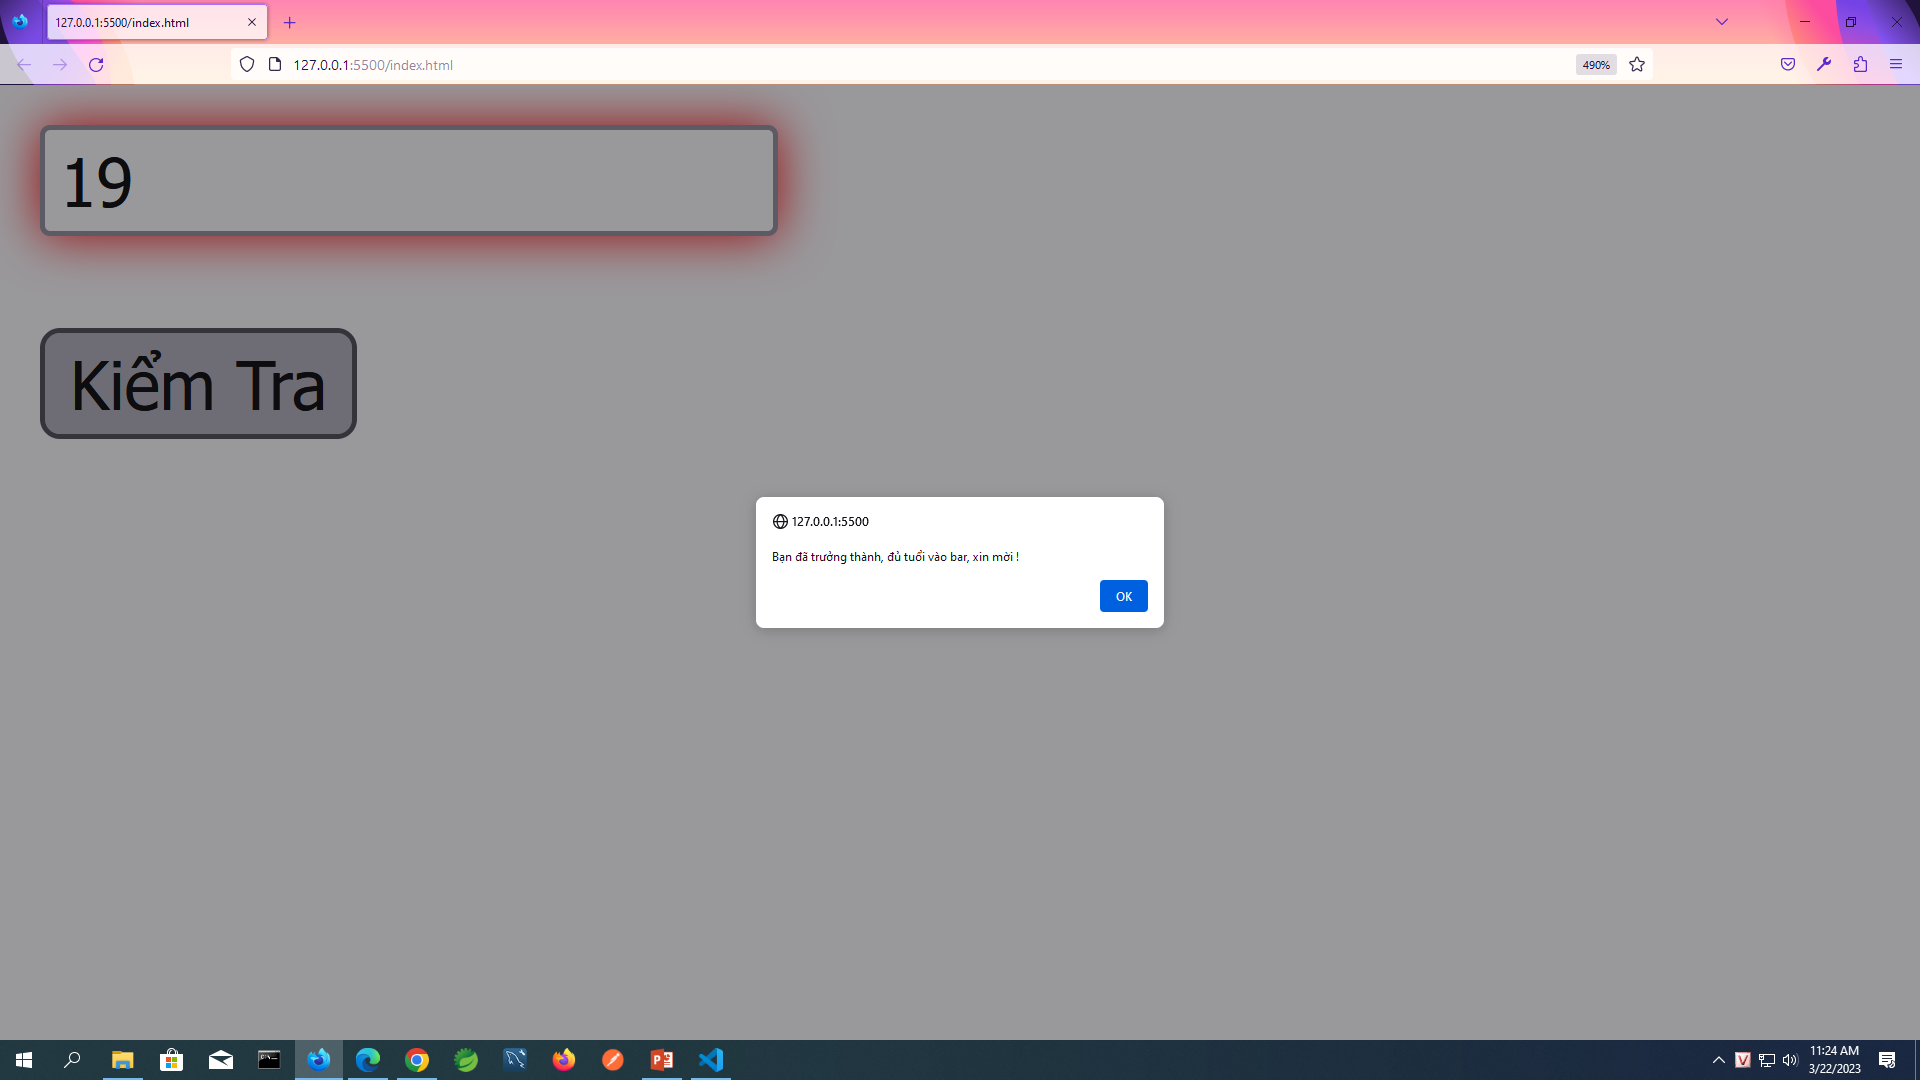 127.0.0.1:5500/index.html
127.0.0.1:5500/index.html
490%
19
Kiểm Tra
127.0.0.1:5500
Bạn đã trưởng thành, đủ tuổi vào bar, xin mời !
OK
11:24 AM
3/22/2023